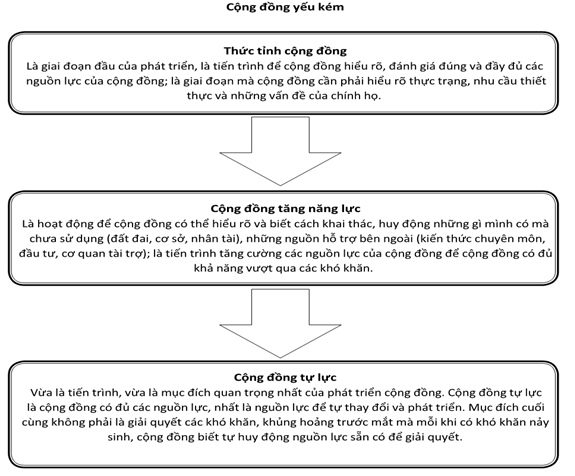 Cộng đồng yếu kém
Thức tỉnh cộng đồng
Là giai đoạn đầu của phát triển, là tiến trình để cộng đồng hiểu rõ, đánh giá đúng và đầy đủ các
nguồn lực của cộng đồng; là giai đoạn mà cộng đồng cần phải hiểu rõ thực trạng, nhu cầu thiết
thực và những vấn đề của chính họ.
Cộng đồng tăng năng lực
Là hoạt động để cộng đồng có thể hiểu rõ và biết cách khai thác, huy động những gì mình có mà
chưa sử dụng (đất đai, cơ sở, nhân tài), những nguồn hỗ trợ bên ngoài (kiến thức chuyên môn,
đầu tư, cơ quan tài trợ); là tiến trình tăng cường các nguồn lực của cộng đồng để cộng đồng có đủ
khả năng vượt qua các khó khăn.
Cộng đồng tự lực
Vừa là tiến trình, vừa là mục đích quan trọng nhất của phát triển cộng đồng. Cộng đồng tự lực
là cộng đồng có đủ các nguồn lực, nhất là nguồn lực để tự thay đổi và phát triển. Mục đích cuối
cùng không phải là giải quyết các khó khăn, khủng hoảng trước mắt mà mỗi khi có khó khăn nảy
sinh, cộng đồng biết tự huy động nguồn lực sẵn có để giải quyết.